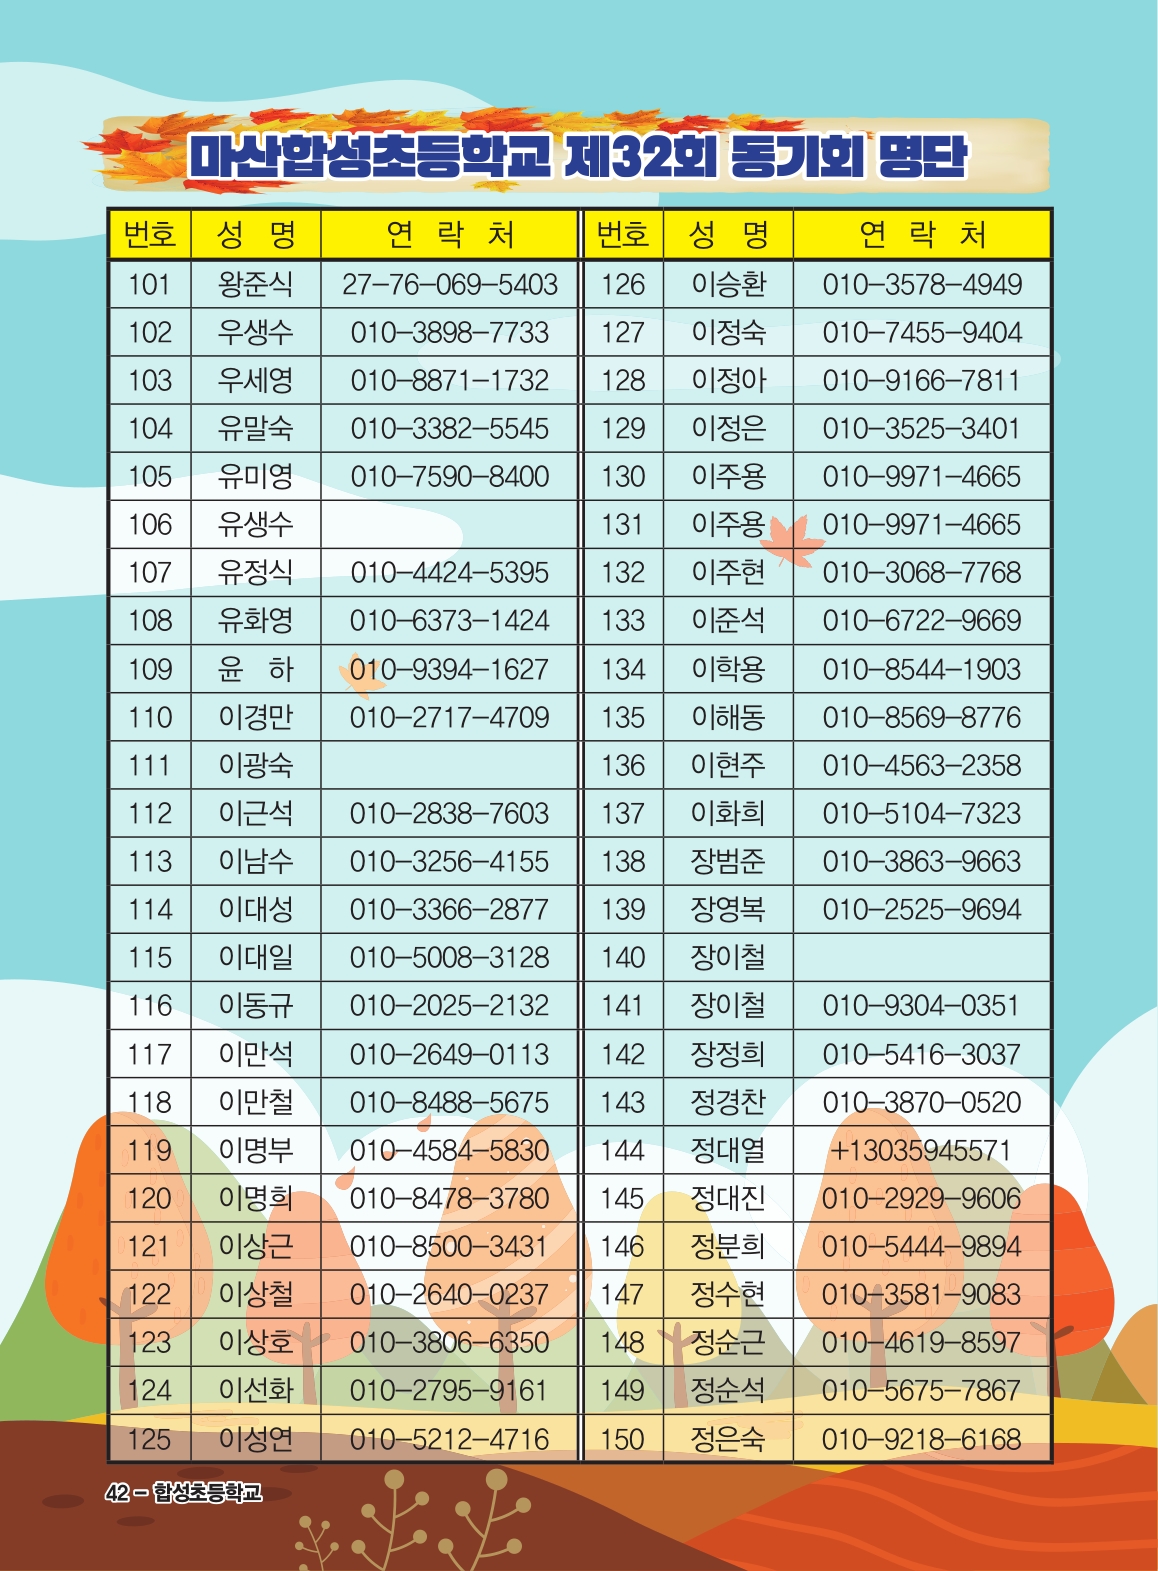 마산합성초등학교 제32회 동기회 명단
번호 성 명 연 락 처 번호 성 명 연 락 처
101 왕준식 27-76-069-5403 126 이승환 010-3578-4949
102 우생수 010-3898-7733 127 이정숙 010-7455-9404
103 우세영 010-8871-1732 128 이정아 010-9166-7811
104 유말숙 010-3382-5545 129 이정은 010-3525-3401
105 유미영 010-7590-8400 130 이주용 010-9971-4665
106 유생수 131 이주용 010-9971-4665
107 유정식 010-4424-5395 132 이주현 010-3068-7768
108 유화영 010-6373-1424 133 이준석 010-6722-9669
109 윤 하 010-9394-1627 134 이학용 010-8544-1903
110 이경만 010-2717-4709 135 이해동 010-8569-8776
111 이광숙 136 이현주 010-4563-2358
112 이근석 010-2838-7603 137 이화희 010-5104-7323
113 이남수 010-3256-4155 138 장범준 010-3863-9663
114 이대성 010-3366-2877 139 장영복 010-2525-9694
115 이대일 010-5008-3128 140 장이철
116 이동규 010-2025-2132 141 장이철 010-9304-0351
117 이만석 010-2649-0113 142 장정희 010-5416-3037
118 이만철 010-8488-5675 143 정경찬 010-3870-0520
119 이명부 010-4584-5830 144 정대열 +13035945571
120 이명희 010-8478-3780 145 정대진 010-2929-9606
121 이상근 010-8500-3431 146 정분희 010-5444-9894
122 이상철 010-2640-0237 147 정수현 010-3581-9083
123 이상호 010-3806-6350 148 정순근 010-4619-8597
124 이선화 010-2795-9161 149 정순석 010-5675-7867
125 이성연 010-5212-4716 150 정은숙 010-9218-6168
42 - 합성초등학교